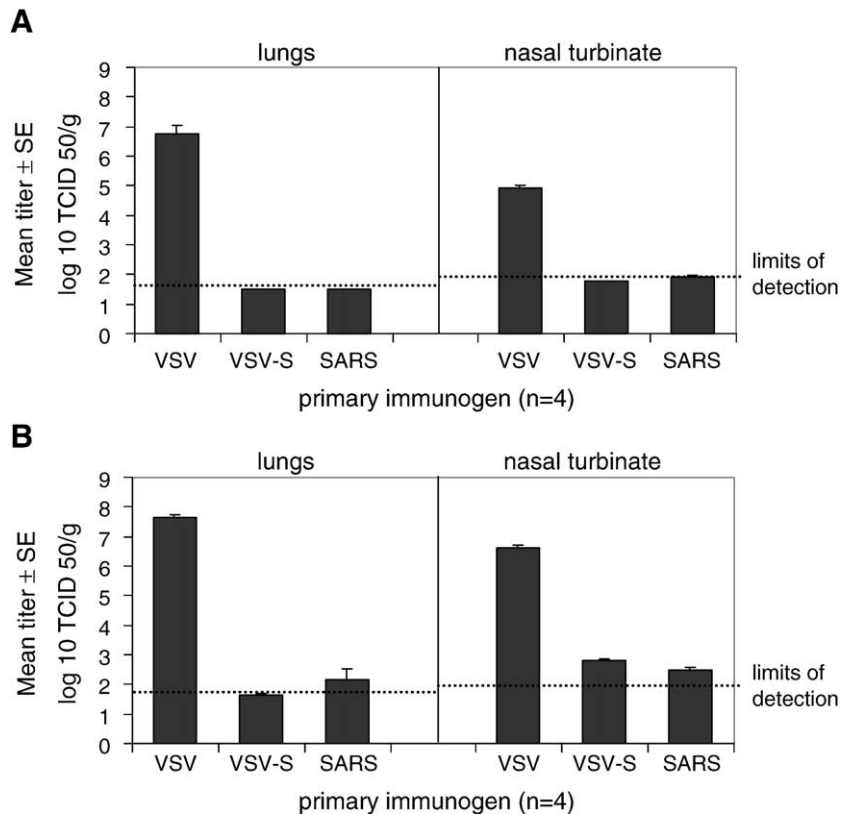 A
lungs
nasal turbinate
Mean titer ± SE
log 10 TCID 50/g
9
8
7
6
5
4
3
2
1
0
limits of
detection
VSV VSV-S SARS VSV VSV-S SARS
primary immunogen (n=4)
B
lungs
nasal turbinate
Mean titer ± SE
log 10 TCID 50/g
9
8
7
6
5
4
3
2
1
0
limits of
detection
VSV VSV-S SARS VSV VSV-S SARS
primary immunogen (n=4)